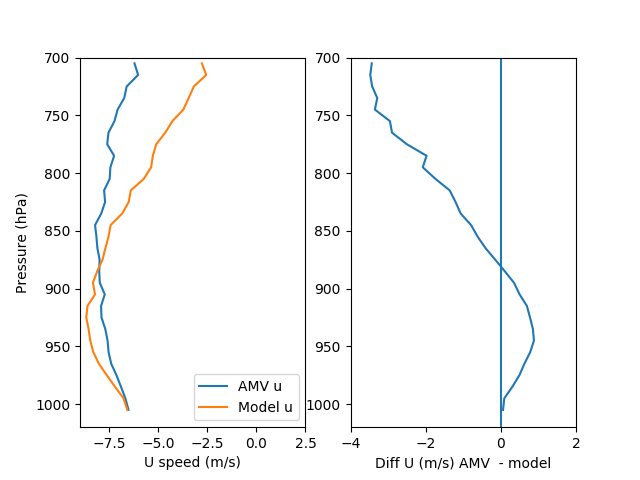 700
750
800
850
900
950
1000
Pressure (hPa)
−7.5 −5.0 −2.5 0.0 2.5
U speed (m/s)
AMV u
Model u
700
750
800
850
900
950
1000
−4 −2 0 2
Diff U (m/s) AMV  - model